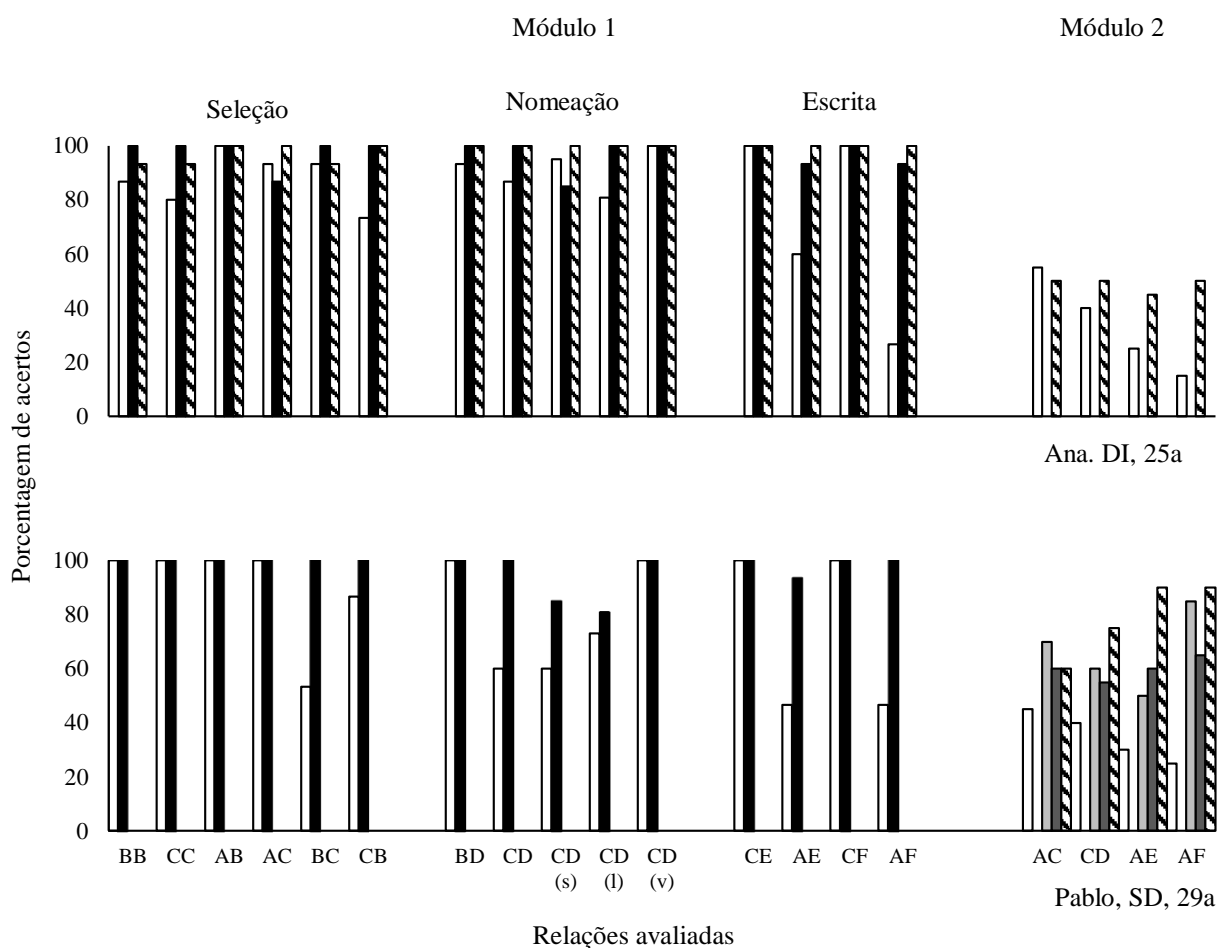 Módulo 1
Módulo 2
Seleção
Nomeação
Escrita
Porcentagem de acertos
100
80
60
40
20
0
Ana. DI, 25a
100
80
60
40
20
0
BB CC AB AC BC CB BD CD CD CD CD CE AE CF AF AC CD AE AF
(s) (l) (v)
Pablo, SD, 29a
Relações avaliadas